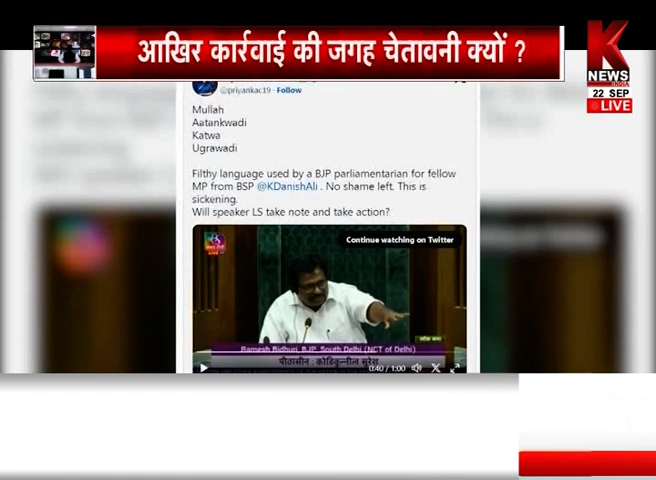 आखिर कार्रवाई की जगह चेतावनी क्यों ?
K
NEWS
INDIA
22 SEP
LIVE
@priyankac19 · Follow
Mullah
Aatankwadi
Katwa
Ugrawadi
Filthy language used by a BJP parliamentarian for fellow
MP from BSP @KDanishAli . No shame left. This is
sickening.
Will speaker LS take note and take action?
Continue watching on Twitter
Ramesh Bidhuri, BJP, South Delhi (NCT of Delhi)
पीठासीन : कोडिकुन्नील सुरेश
0:40 / 1:00